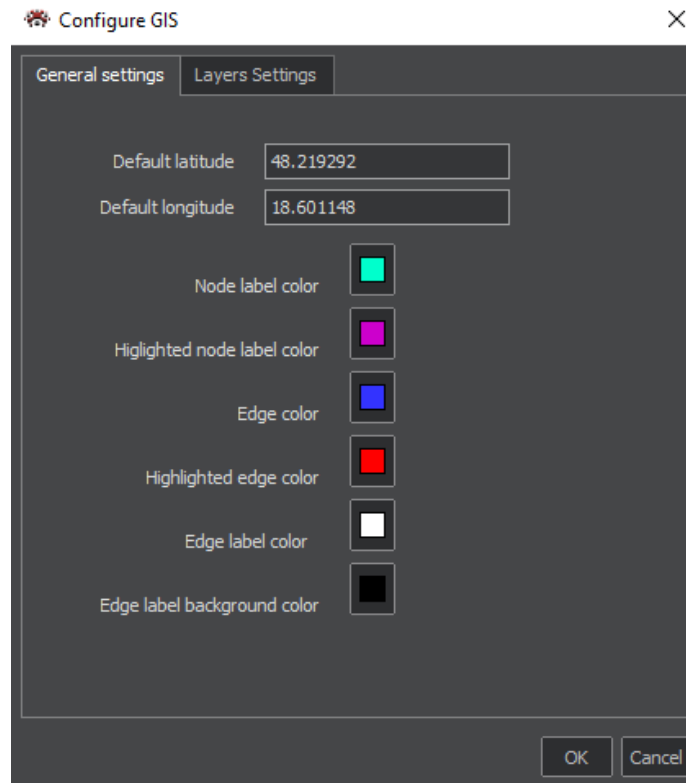 Configure GIS
General settings Layers Settings
Default latitude 48.219292
Default longitude 18.601148
Node label color
Higlighted node label color
Edge color
Highlighted edge color
Edge label color
Edge label background color
OK Cancel